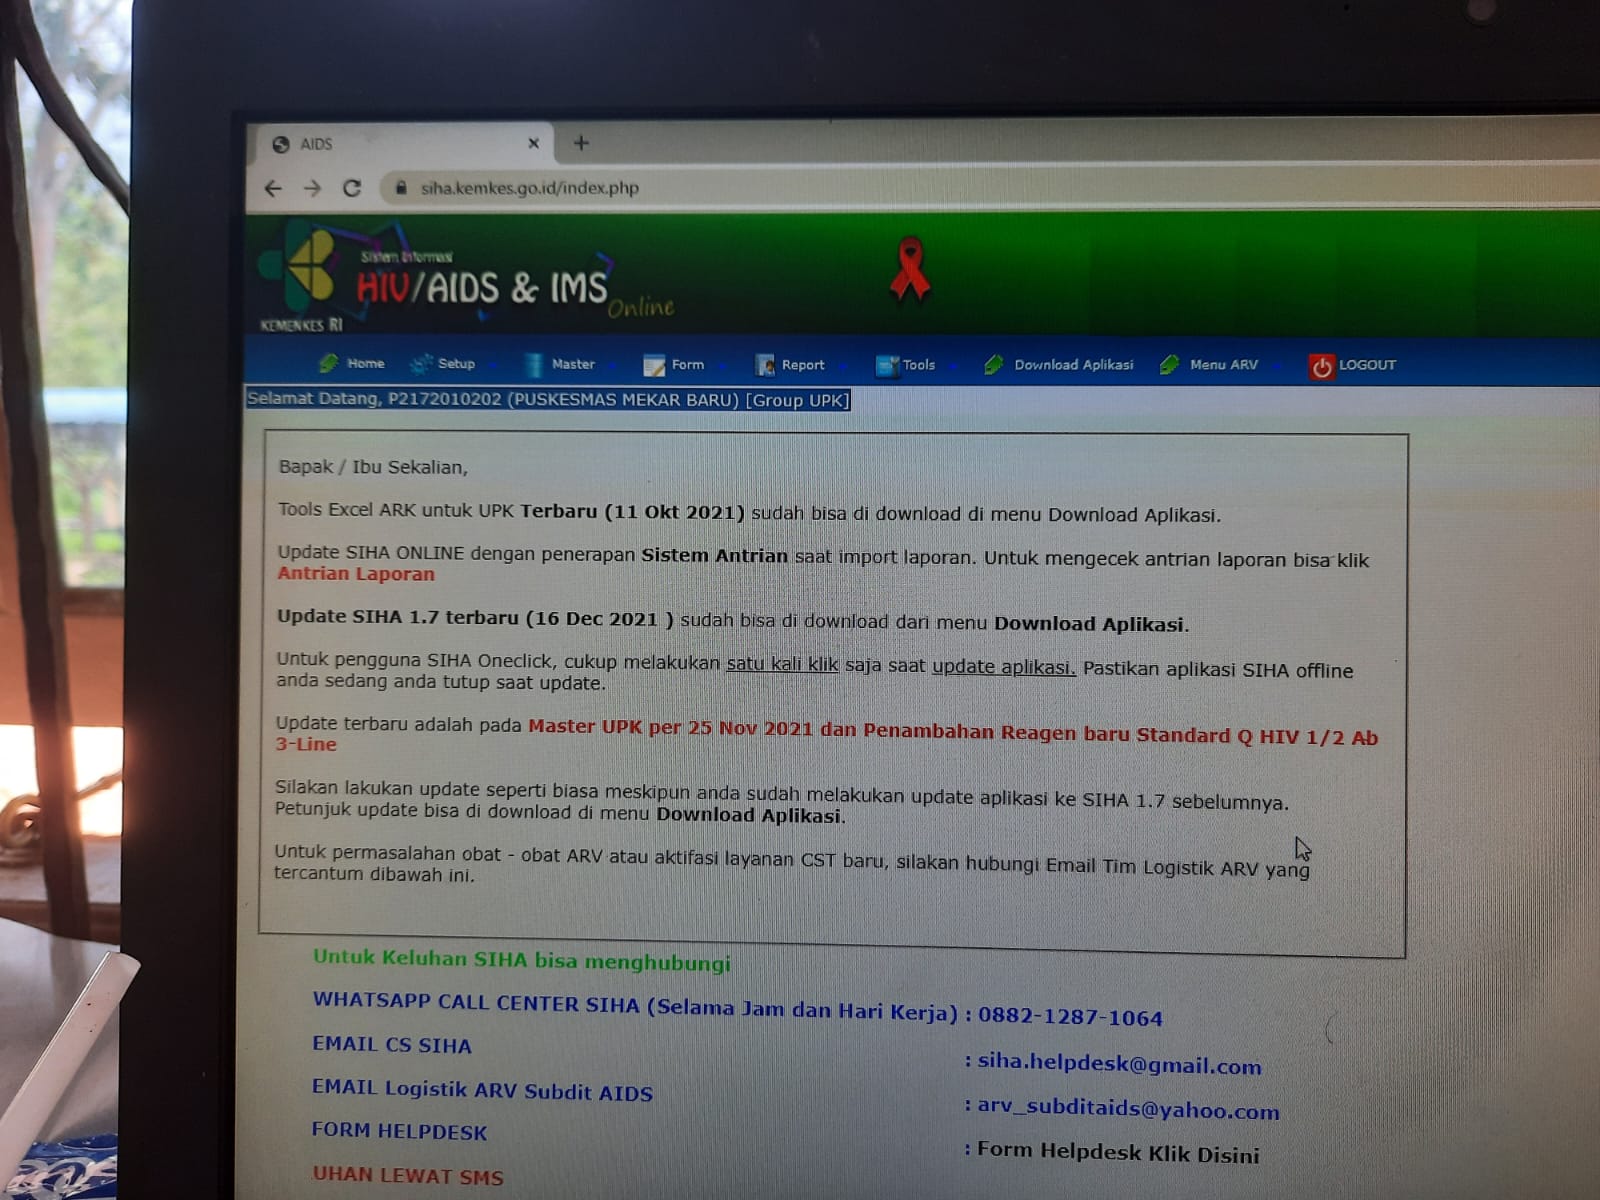 AIDS
siha.kemkes.go.id/index.php
Sistem Informasi
HIV/AIDS & IMS
Online
KEMENKES RI
Home Setup Master Form Report Tools Download Aplikasi Menu ARV LOGOUT
Selamat Datang, P2172010202 (PUSKESMAS MEKAR BARU) [Group UPK]
Bapak / Ibu Sekalian,
Tools Excel ARK untuk UPK Terbaru (11 Okt 2021) sudah bisa di download di menu Download Aplikasi.
Update SIHA ONLINE dengan penerapan Sistem Antrian saat import laporan. Untuk mengecek antrian laporan bisa klik
Antrian Laporan
Update SIHA 1.7 terbaru (16 Dec 2021 ) sudah bisa di download dari menu Download Aplikasi.
Untuk pengguna SIHA Oneclick, cukup melakukan satu kali klik saja saat update aplikasi. Pastikan aplikasi SIHA offline
anda sedang anda tutup saat update.
Update terbaru adalah pada Master UPK per 25 Nov 2021 dan Penambahan Reagen baru Standard Q HIV 1/2 Ab
3-Line
Silakan lakukan update seperti biasa meskipun anda sudah melakukan update aplikasi ke SIHA 1.7 sebelumnya.
Petunjuk update bisa di download di menu Download Aplikasi.
Untuk permasalahan obat - obat ARV atau aktifasi layanan CST baru, silakan hubungi Email Tim Logistik ARV yang
tercantum dibawah ini.
Untuk Keluhan SIHA bisa menghubungi
WHATSAPP CALL CENTER SIHA (Selama Jam dan Hari Kerja) : 0882-1287-1064
EMAIL CS SIHA : siha.helpdesk@gmail.com
EMAIL Logistik ARV Subdit AIDS : arv_subditaids@yahoo.com
FORM HELPDESK : Form Helpdesk Klik Disini
UHAN LEWAT SMS